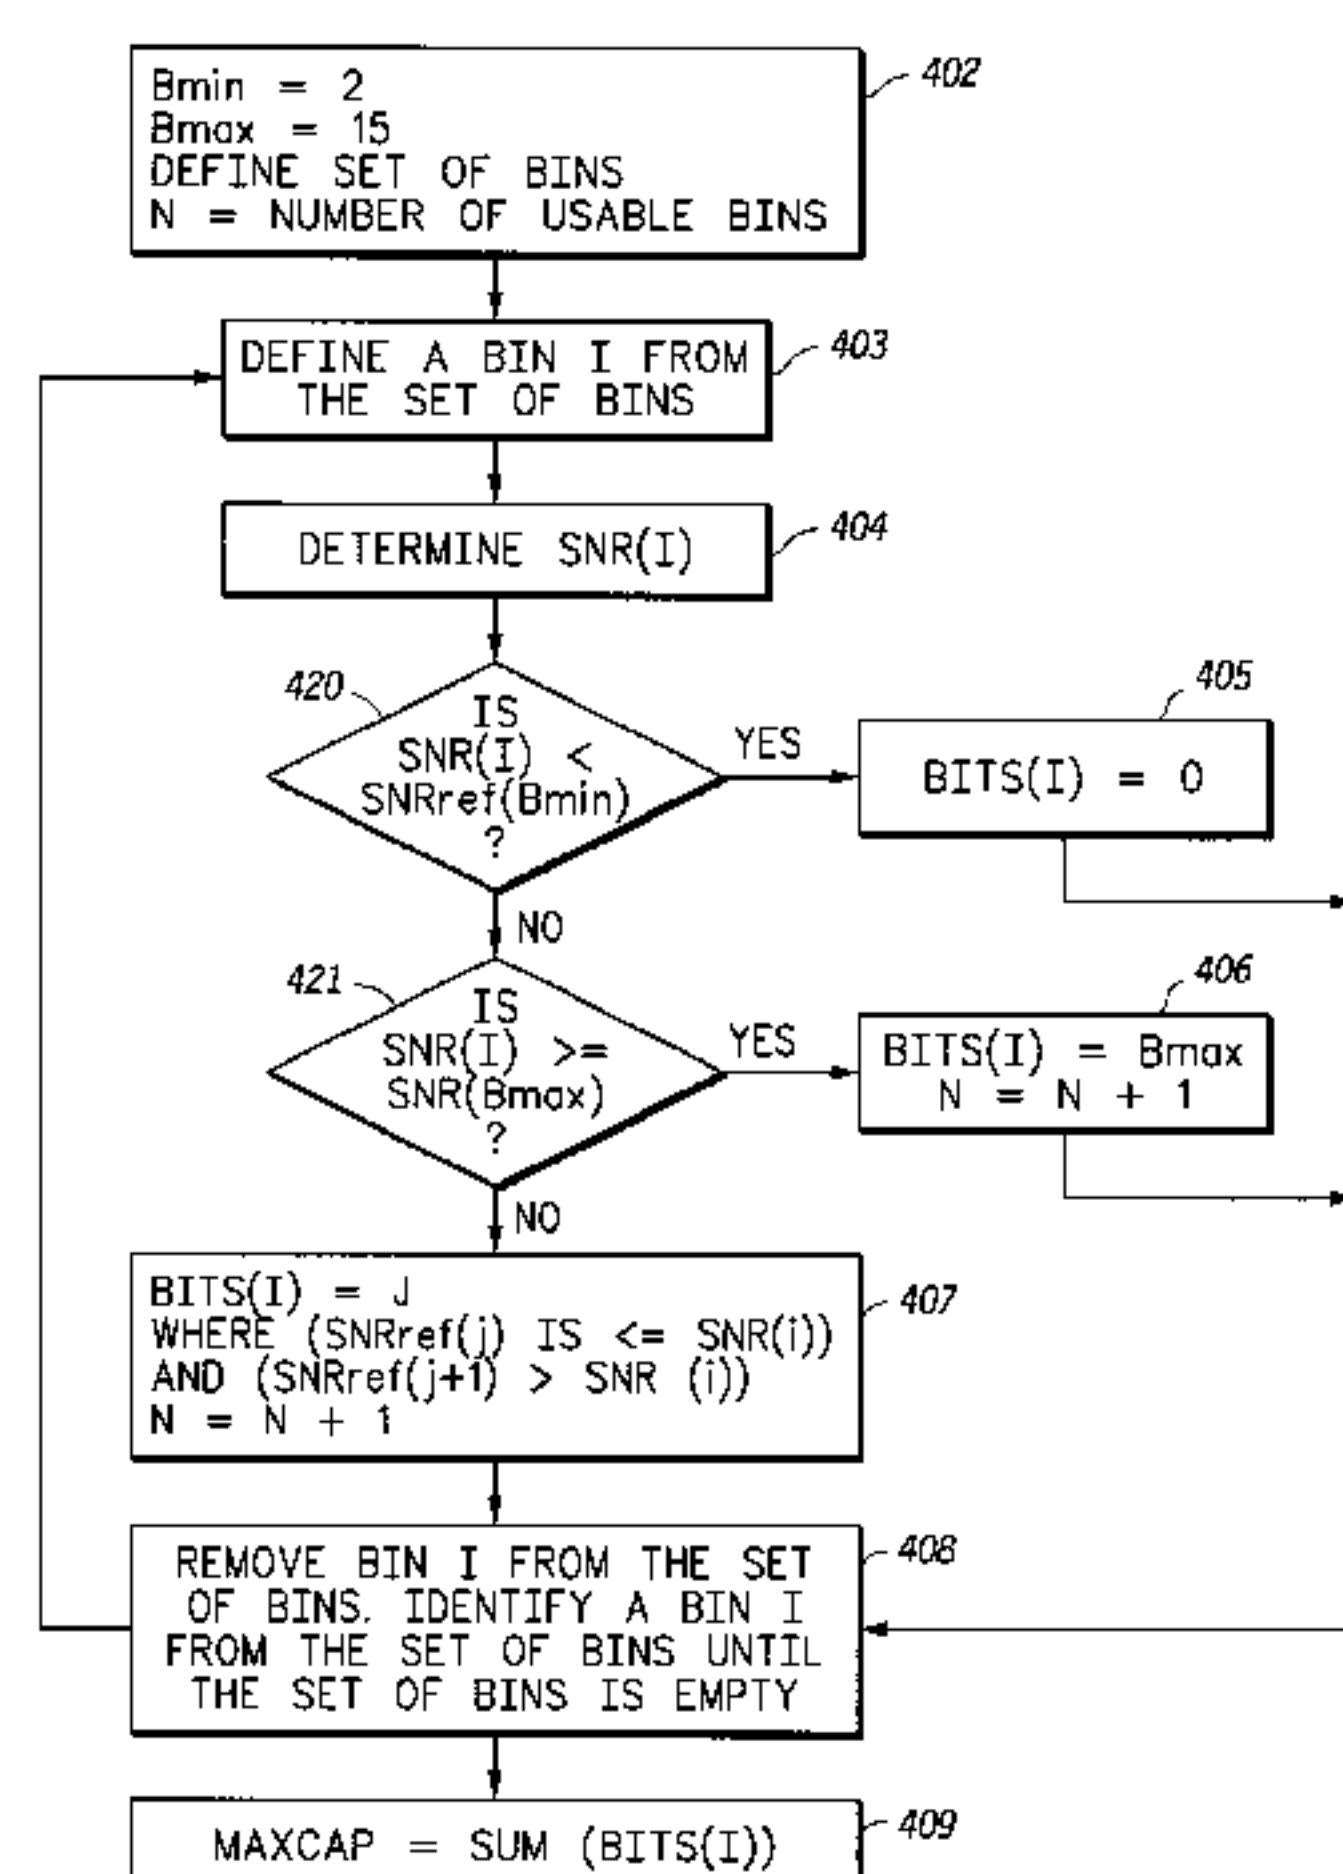 402
Bmin = 2
Bmax = 15
DEFINE SET OF BINS
N = NUMBER OF USABLE BINS
403
DEFINE A BIN I FROM
THE SET OF BINS
404
DETERMINE SNR(I)
420
IS
SNR(I) <
SNRref(Bmin)
?
YES
405
BITS(I) = 0
NO
421
IS
SNR(I) >=
SNR(Bmax)
?
YES
406
BITS(I) = Bmax
N = N + 1
NO
407
BITS(I) = J
WHERE (SNRref(j) IS <= SNR(i))
AND (SNRref(j+1) > SNR (i))
N = N + 1
408
REMOVE BIN I FROM THE SET
OF BINS. IDENTIFY A BIN I
FROM THE SET OF BINS UNTIL
THE SET OF BINS IS EMPTY
409
MAXCAP = SUM (BITS(I))